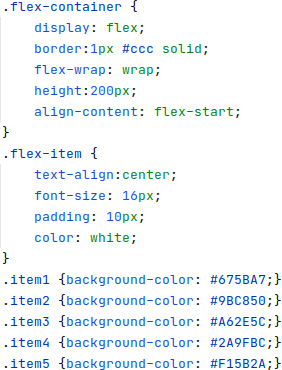 .flex-container {
    display: flex;
    border:1px #ccc solid;
    flex-wrap: wrap;
    height:200px;
    align-content: flex-start;
}
.flex-item {
    text-align:center;
    font-size: 16px;
    padding: 10px;
    color: white;
}
.item1 {background-color: #675BA7;}
.item2 {background-color: #9BC850;}
.item3 {background-color: #A62E5C;}
.item4 {background-color: #2A9FBC;}
.item5 {background-color: #F15B2A;}